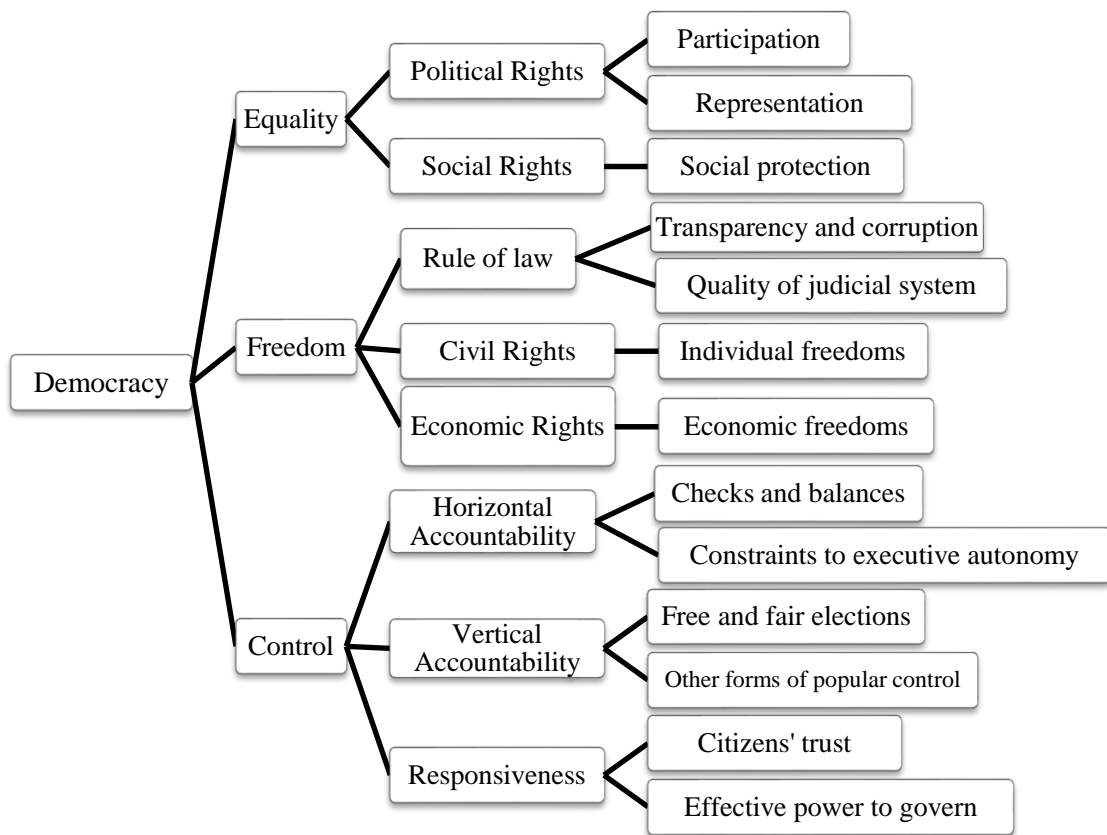 Participation
Political Rights
Representation
Equality
Social Rights
Social protection
Transparency and corruption
Rule of law
Quality of judicial system
Freedom
Civil Rights
Individual freedoms
Democracy
Economic Rights
Economic freedoms
Checks and balances
Horizontal
Accountability
Constraints to executive autonomy
Free and fair elections
Control
Vertical
Accountability
Other forms of popular control
Citizens' trust
Responsiveness
Effective power to govern